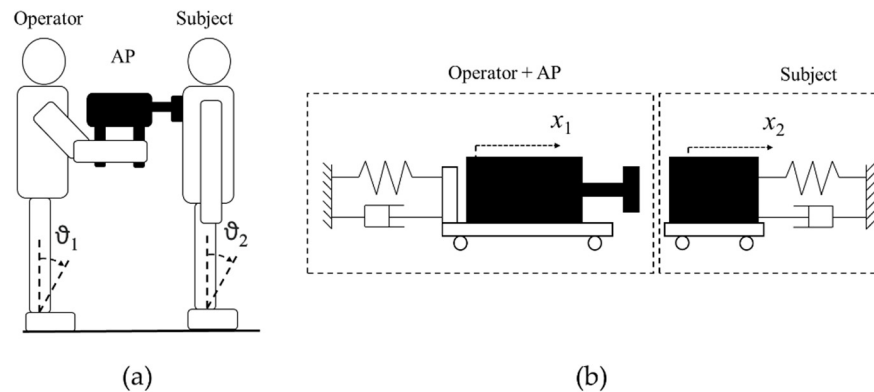 Operator Subject
AP
ϑ1
ϑ2
(a)
Operator + AP Subject
x1
x2
(b)